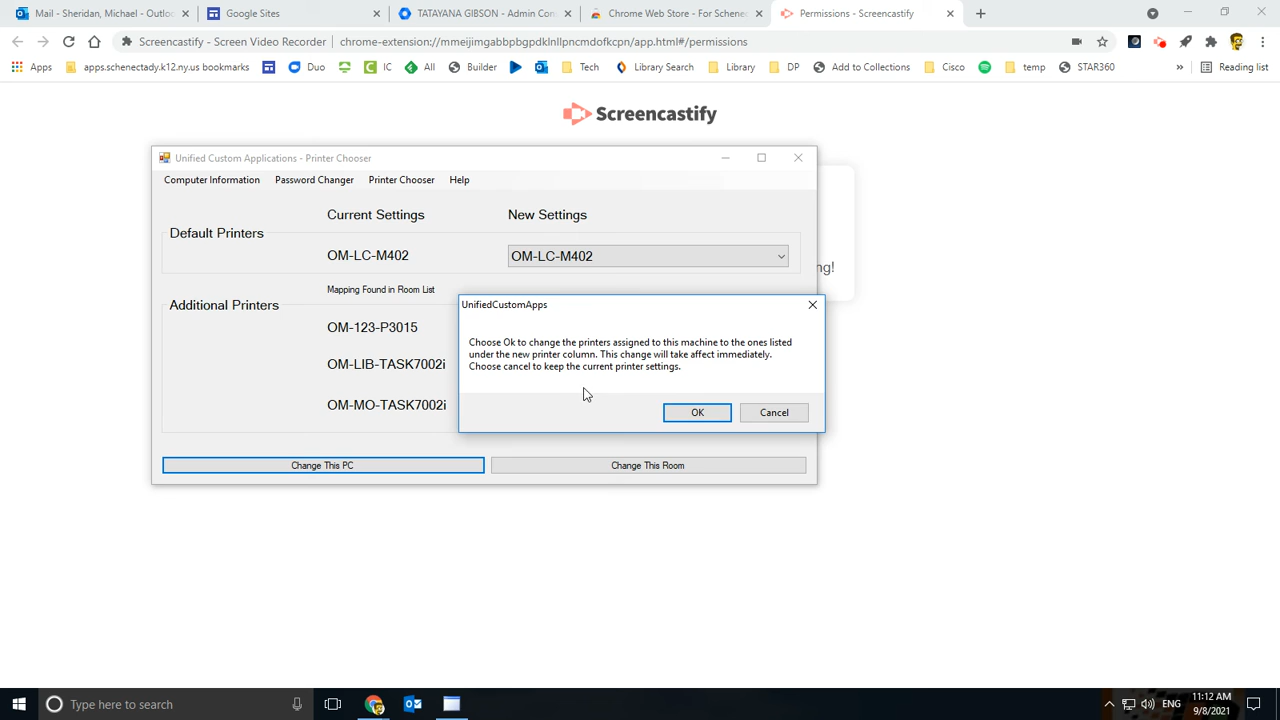 Mail - Sheridan, Michael - Outloo
Google Sites
TATAYANA GIBSON - Admin Con
Chrome Web Store - For Schenec
Permissions - Screencastify
Screencastify - Screen Video Recorder
chrome-extension://mmeijimgabbpbgpdklnllpncmdofkcpn/app.html#/permissions
Apps
apps.schenectady.k12.ny.us bookmarks
Duo
IC
All
Builder
Tech
Library Search
Library
DP
Add to Collections
Cisco
temp
STAR360
»
Reading list
Screencastify
Unified Custom Applications - Printer Chooser
Computer Information
Password Changer
Printer Chooser
Help
Current Settings
New Settings
Default Printers
OM-LC-M402
OM-LC-M402
ng!
Mapping Found in Room List
Additional Printers
OM-123-P3015
OM-LIB-TASK7002i
OM-MO-TASK7002i
UnifiedCustomApps
Choose Ok to change the printers assigned to this machine to the ones listed
under the new printer column. This change will take affect immediately.
Choose cancel to keep the current printer settings.
OK
Cancel
Change This PC
Change This Room
Type here to search
ENG
11:12 AM
9/8/2021